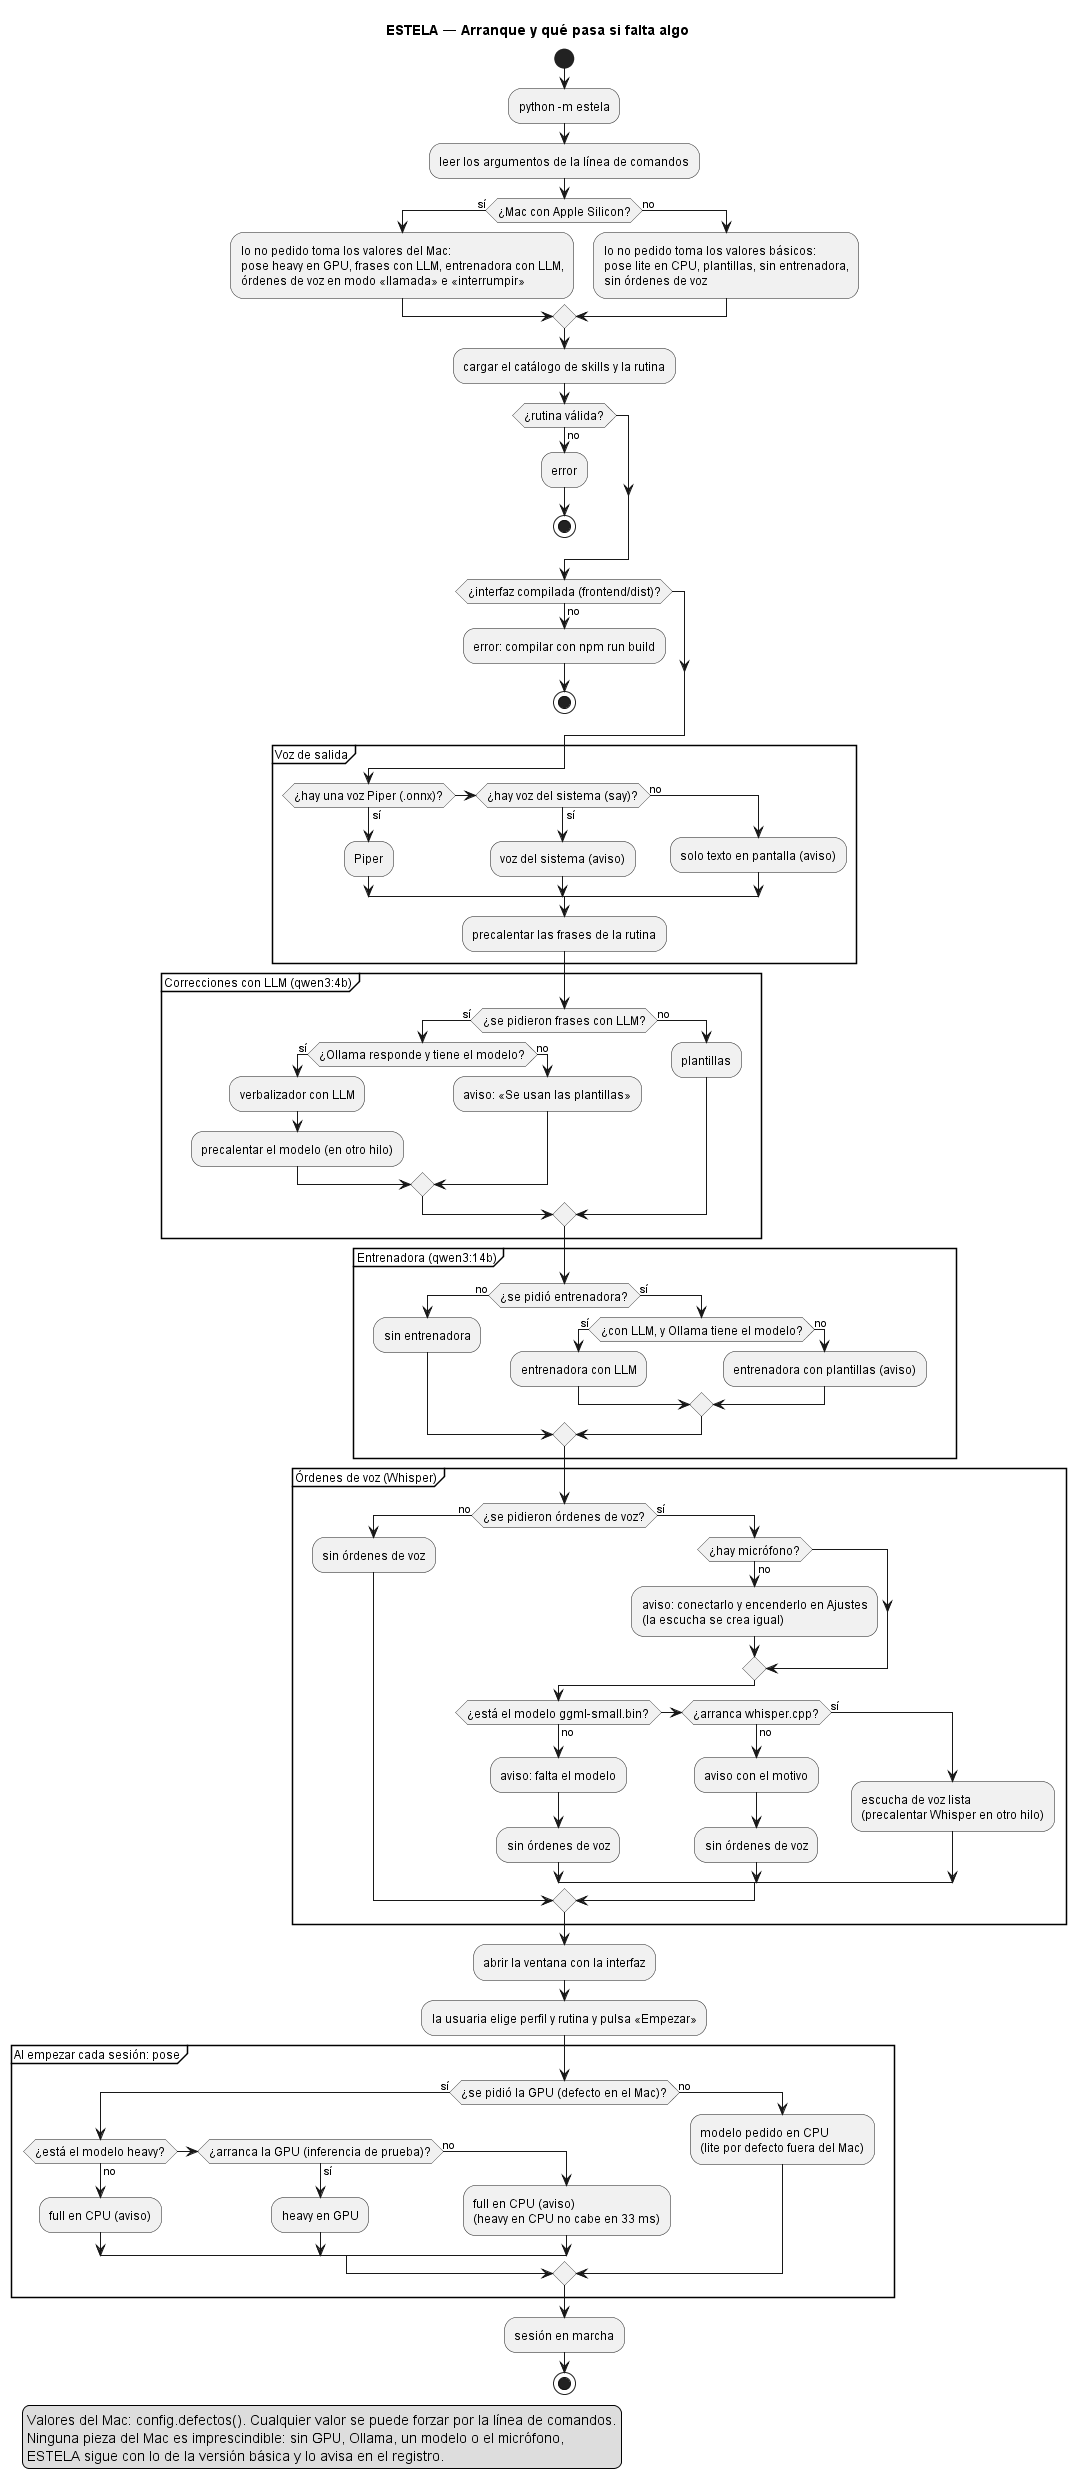 ESTELA — Arranque y qué pasa si falta algo
python -m estela
leer los argumentos de la línea de comandos
¿Mac con Apple Silicon?
sí
no
lo no pedido toma los valores del Mac:
pose heavy en GPU, frases con LLM, entrenadora con LLM,
órdenes de voz en modo «llamada» e «interrumpir»
lo no pedido toma los valores básicos:
pose lite en CPU, plantillas, sin entrenadora,
sin órdenes de voz
cargar el catálogo de skills y la rutina
¿rutina válida?
no
error
¿interfaz compilada (frontend/dist)?
no
error: compilar con npm run build
Voz de salida
¿hay una voz Piper (.onnx)?
sí
¿hay voz del sistema (say)?
sí
no
Piper
voz del sistema (aviso)
solo texto en pantalla (aviso)
precalentar las frases de la rutina
Correcciones con LLM (qwen3:4b)
sí
¿se pidieron frases con LLM?
no
sí
¿Ollama responde y tiene el modelo?
no
plantillas
verbalizador con LLM
aviso: «Se usan las plantillas»
precalentar el modelo (en otro hilo)
Entrenadora (qwen3:14b)
no
¿se pidió entrenadora?
sí
sin entrenadora
sí
¿con LLM, y Ollama tiene el modelo?
no
entrenadora con LLM
entrenadora con plantillas (aviso)
Órdenes de voz (Whisper)
no
¿se pidieron órdenes de voz?
sí
sin órdenes de voz
¿hay micrófono?
no
aviso: conectarlo y encenderlo en Ajustes
(la escucha se crea igual)
¿está el modelo ggml-small.bin?
no
¿arranca whisper.cpp?
no
sí
aviso: falta el modelo
aviso con el motivo
escucha de voz lista
(precalentar Whisper en otro hilo)
sin órdenes de voz
sin órdenes de voz
abrir la ventana con la interfaz
la usuaria elige perfil y rutina y pulsa «Empezar»
Al empezar cada sesión: pose
sí
¿se pidió la GPU (defecto en el Mac)?
no
modelo pedido en CPU
(lite por defecto fuera del Mac)
¿está el modelo heavy?
no
¿arranca la GPU (inferencia de prueba)?
sí
no
full en CPU (aviso)
heavy en GPU
full en CPU (aviso)
(heavy en CPU no cabe en 33 ms)
sesión en marcha
Valores del Mac: config.defectos(). Cualquier valor se puede forzar por la línea de comandos.
Ninguna pieza del Mac es imprescindible: sin GPU, Ollama, un modelo o el micrófono,
ESTELA sigue con lo de la versión básica y lo avisa en el registro.